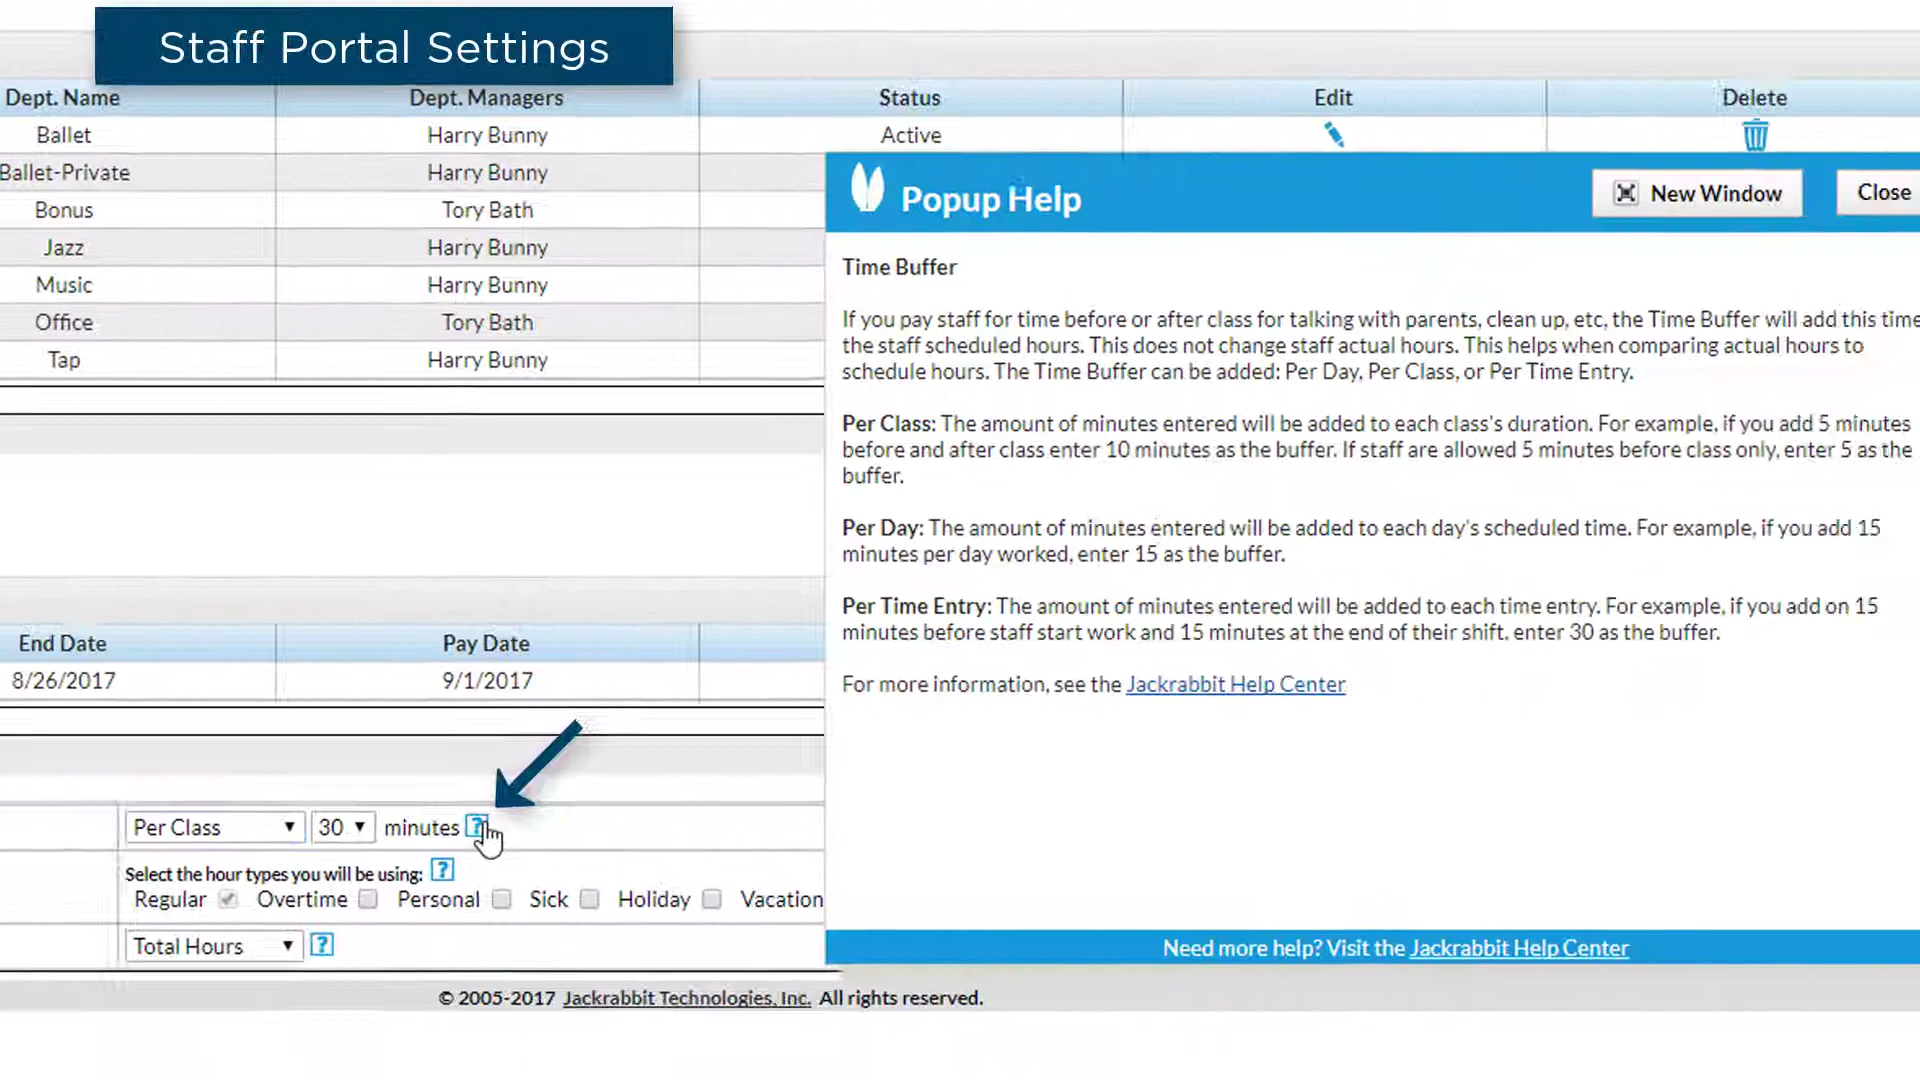 Staff Portal Settings
Dept. Name Dept. Managers Status Edit Delete
Ballet Harry Bunny Active
Ballet-Private Harry Bunny
Bonus Tory Bath
Jazz Harry Bunny
Music Harry Bunny
Office Tory Bath
Tap Harry Bunny
End Date Pay Date
8/26/2017 9/1/2017
Per Class 30 minutes ?
Select the hour types you will be using: ?
Regular Overtime Personal Sick Holiday Vacation
Total Hours ?
Popup Help New Window Close
Time Buffer
If you pay staff for time before or after class for talking with parents, clean up, etc, the Time Buffer will add this time
the staff scheduled hours. This does not change staff actual hours. This helps when comparing actual hours to
schedule hours. The Time Buffer can be added: Per Day, Per Class, or Per Time Entry.
Per Class: The amount of minutes entered will be added to each class's duration. For example, if you add 5 minutes
before and after class enter 10 minutes as the buffer. If staff are allowed 5 minutes before class only, enter 5 as the
buffer.
Per Day: The amount of minutes entered will be added to each day's scheduled time. For example, if you add 15
minutes per day worked, enter 15 as the buffer.
Per Time Entry: The amount of minutes entered will be added to each time entry. For example, if you add on 15
minutes before staff start work and 15 minutes at the end of their shift, enter 30 as the buffer.
For more information, see the Jackrabbit Help Center
Need more help? Visit the Jackrabbit Help Center
© 2005-2017 Jackrabbit Technologies, Inc. All rights reserved.